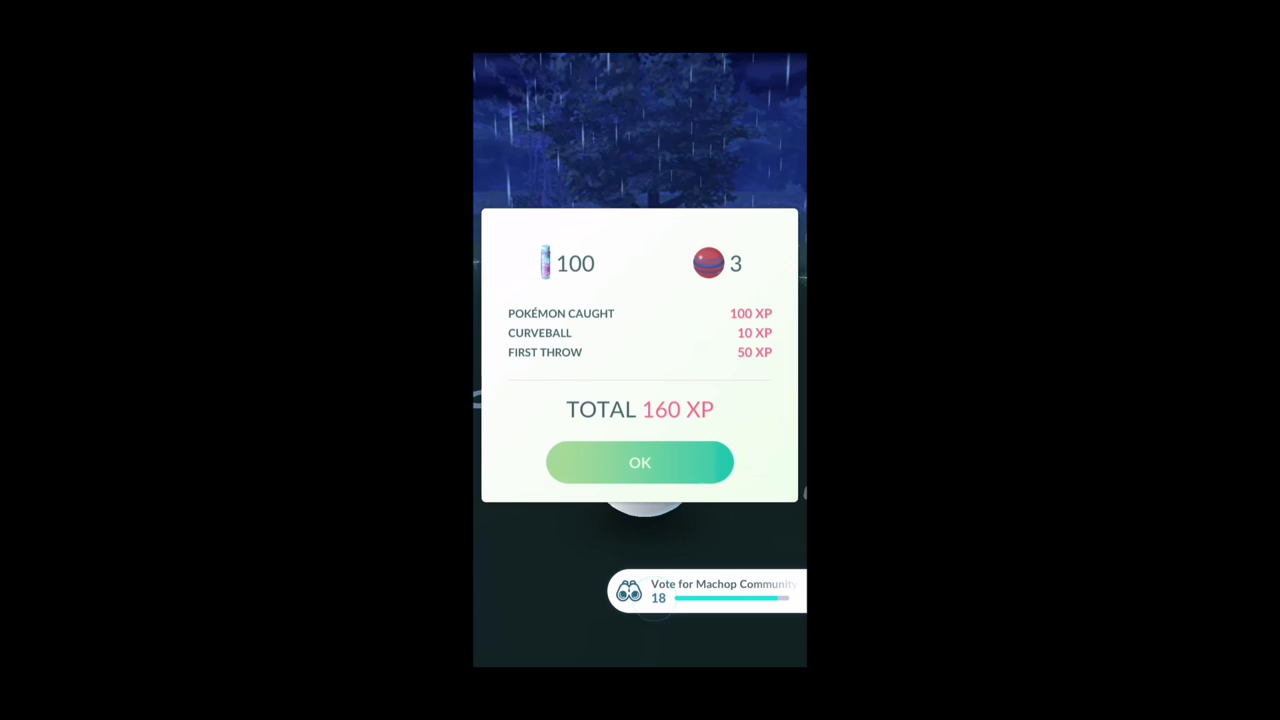 100
3
POKÉMON CAUGHT 100 XP
CURVEBALL 10 XP
FIRST THROW 50 XP
TOTAL 160 XP
OK
Vote for Machop Community
18